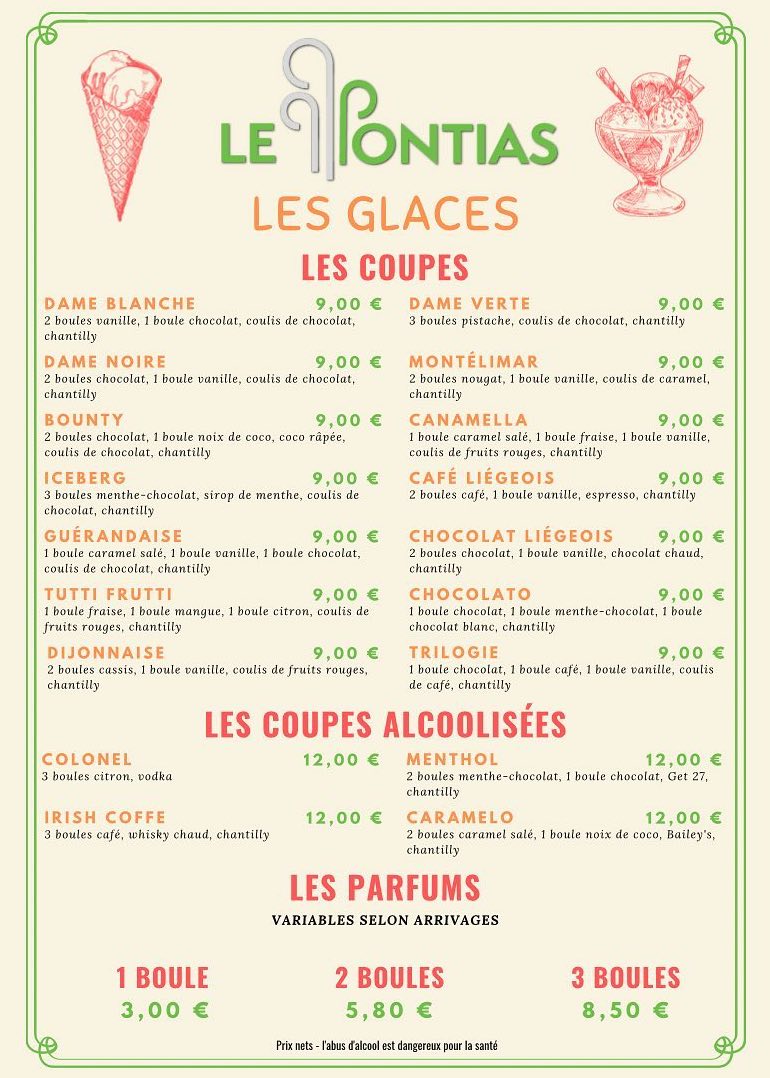 LE PONTIAS
LES GLACES
LES COUPES
DAME BLANCHE 9,00 €
2 boules vanille, 1 boule chocolat, coulis de chocolat,
chantilly
DAME NOIRE 9,00 €
2 boules chocolat, 1 boule vanille, coulis de chocolat,
chantilly
BOUNTY 9,00 €
2 boules chocolat, 1 boule noix de coco, coco râpée,
coulis de chocolat, chantilly
ICEBERG 9,00 €
3 boules menthe-chocolat, sirop de menthe, coulis de
chocolat, chantilly
GUÉRANDAISE 9,00 €
1 boule caramel salé, 1 boule vanille, 1 boule chocolat,
coulis de chocolat, chantilly
TUTTI FRUTTI 9,00 €
1 boule fraise, 1 boule mangue, 1 boule citron, coulis de
fruits rouges, chantilly
DIJONNAISE 9,00 €
2 boules cassis, 1 boule vanille, coulis de fruits rouges,
chantilly
DAME VERTE 9,00 €
3 boules pistache, coulis de chocolat, chantilly
MONTÉLIMAR 9,00 €
2 boules nougat, 1 boule vanille, coulis de caramel,
chantilly
CANAMELLA 9,00 €
1 boule caramel salé, 1 boule fraise, 1 boule vanille,
coulis de fruits rouges, chantilly
CAFÉ LIÉGEOIS 9,00 €
2 boules café, 1 boule vanille, espresso, chantilly
CHOCOLAT LIÉGEOIS 9,00 €
2 boules chocolat, 1 boule vanille, chocolat chaud,
chantilly
CHOCOLATO 9,00 €
1 boule chocolat, 1 boule menthe-chocolat, 1 boule
chocolat blanc, chantilly
TRILOGIE 9,00 €
1 boule chocolat, 1 boule café, 1 boule vanille, coulis
de café, chantilly
LES COUPES ALCOOLISÉES
COLONEL 12,00 €
3 boules citron, vodka
IRISH COFFE 12,00 €
3 boules café, whisky chaud, chantilly
MENTHOL 12,00 €
2 boules menthe-chocolat, 1 boule chocolat, Get 27,
chantilly
CARAMELO 12,00 €
2 boules caramel salé, 1 boule noix de coco, Bailey's,
chantilly
LES PARFUMS
VARIABLES SELON ARRIVAGES
1 BOULE 2 BOULES 3 BOULES
3,00 € 5,80 € 8,50 €
Prix nets - l'abus d'alcool est dangereux pour la santé